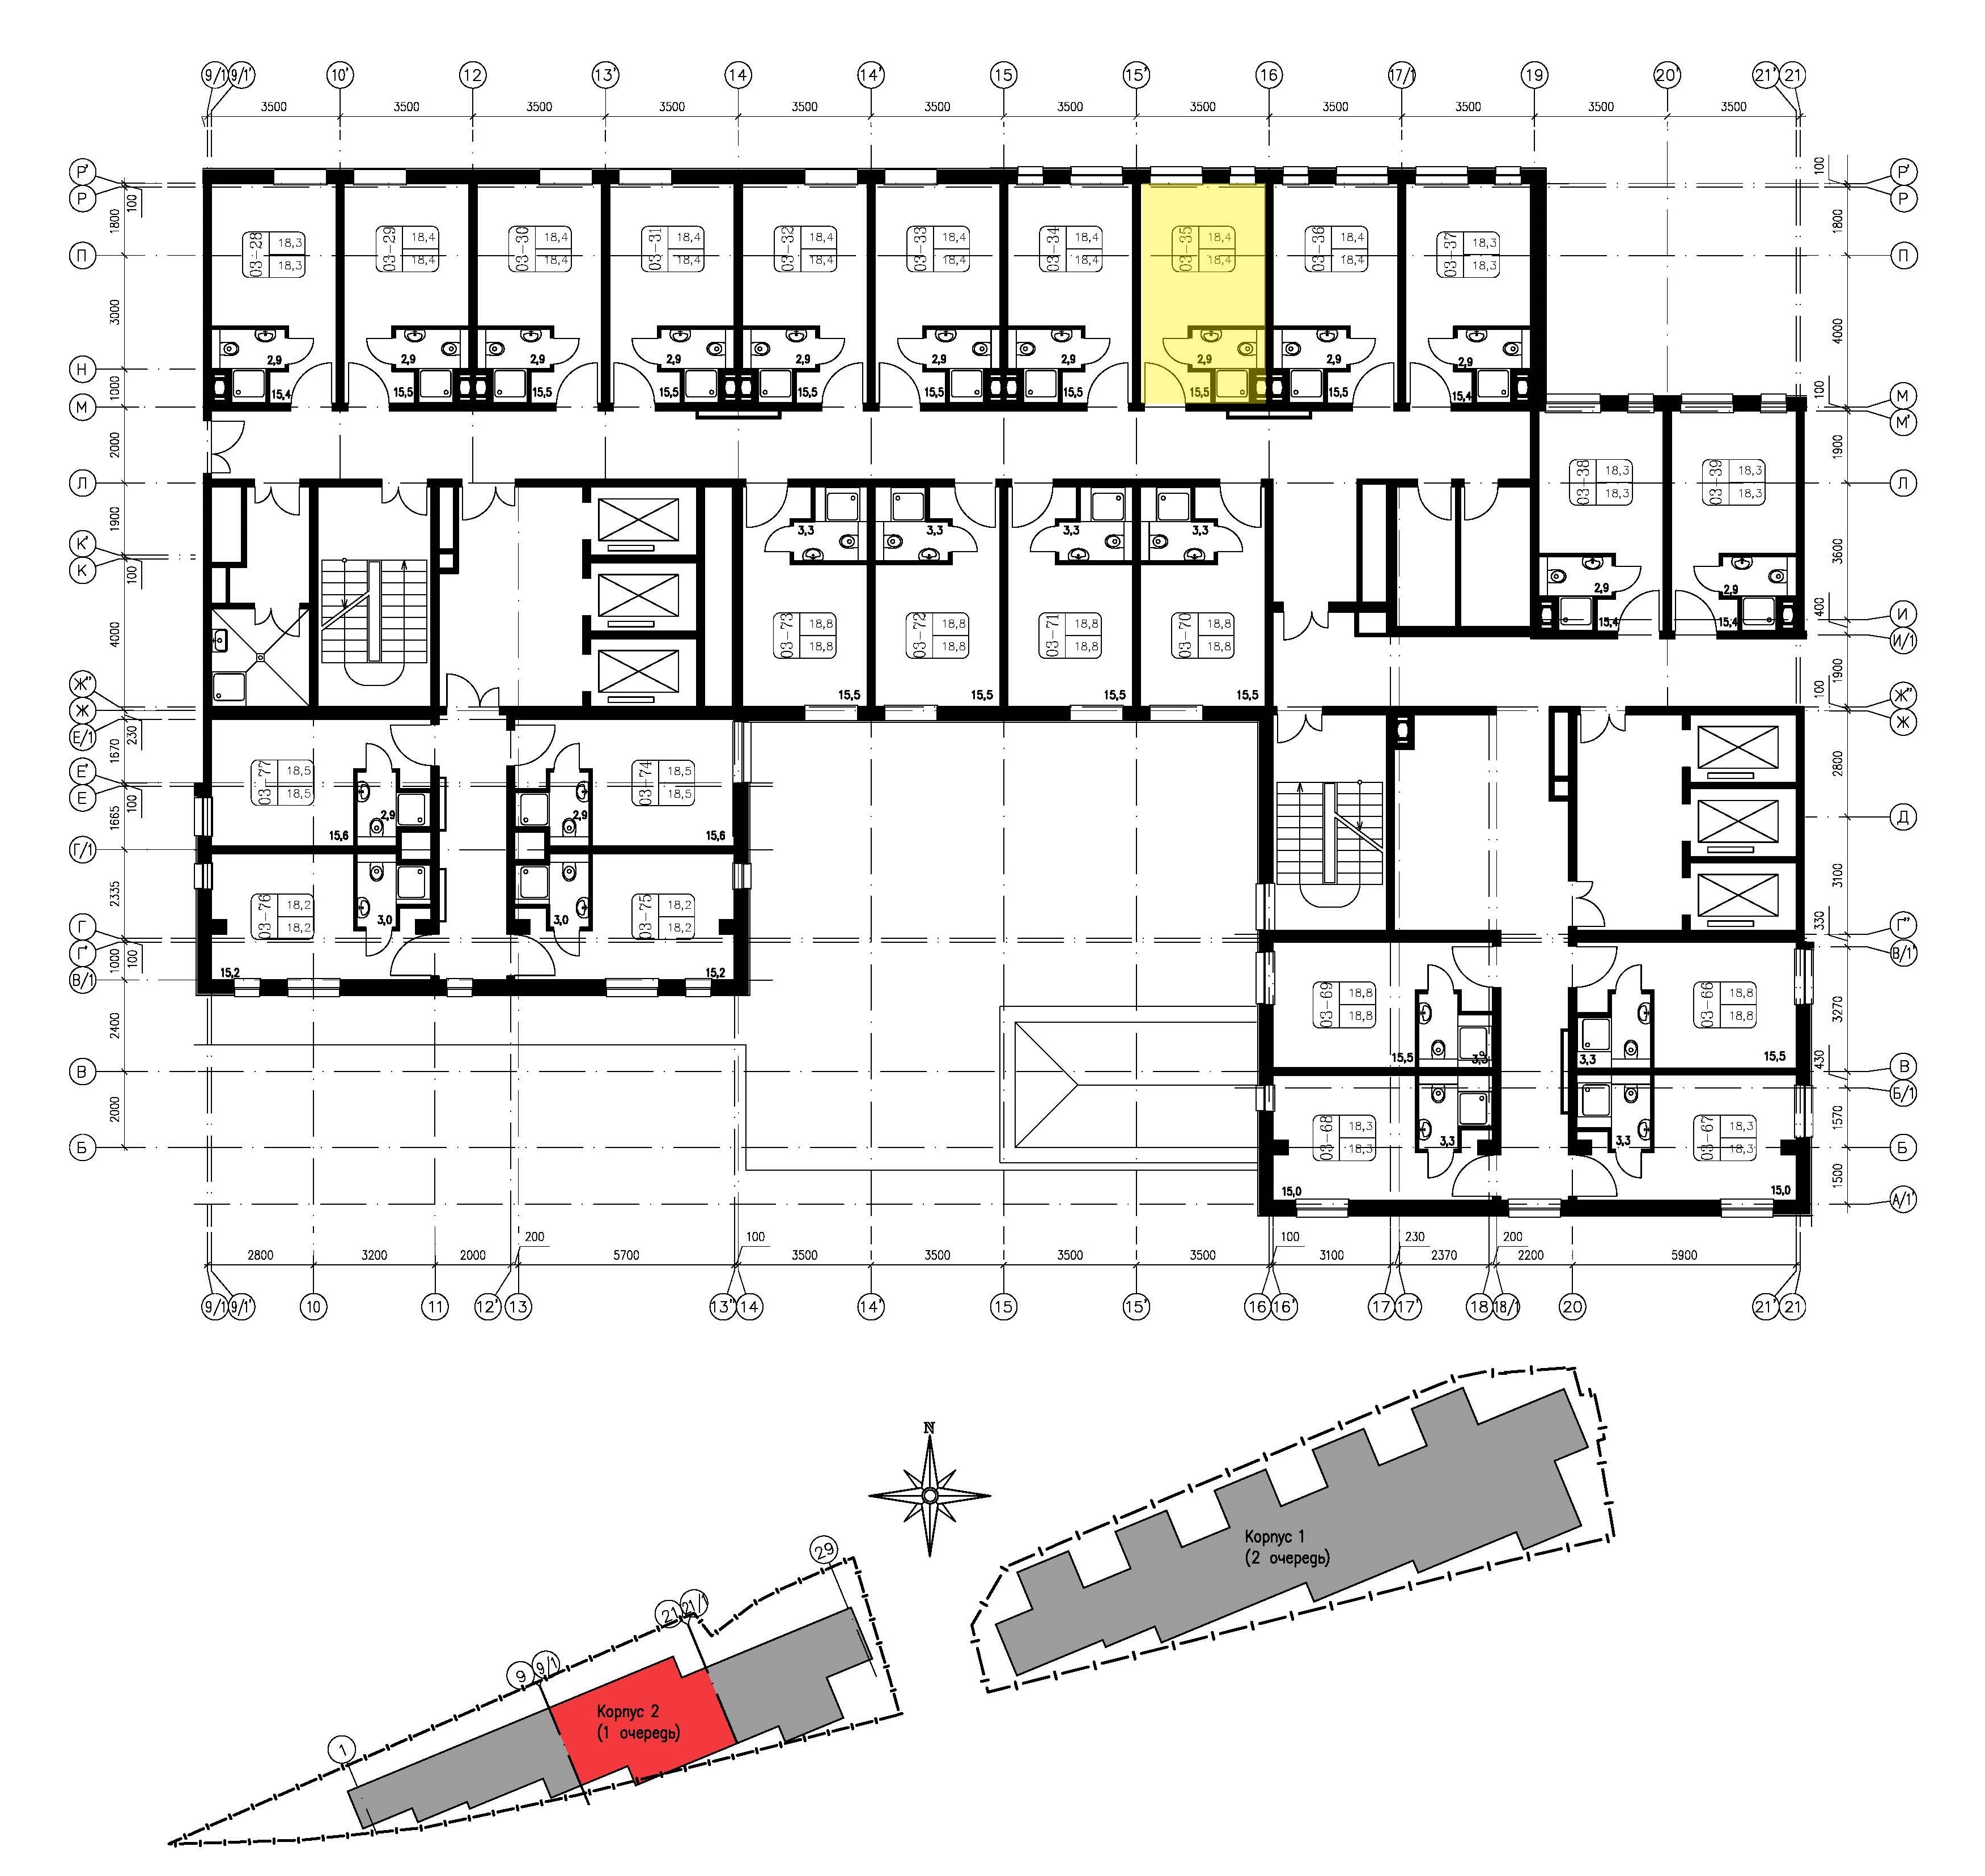 9/1 9/1' 10' 12 13' 14 14' 15 15' 16 17/1 19 20' 21' 21
3500 3500 3500 3500 3500 3500 3500 3500 3500 3500 3500 3500
Р' 100 100 Р'
Р Р
1800 1800
03-28 18,3 18,3
03-29 18,4 18,4
03-30 18,4 18,4
03-31 18,4 18,4
03-32 18,4 18,4
03-33 18,4 18,4
03-34 18,4 18,4
03-35 18,4 18,4
03-36 18,4 18,4
03-37 18,3 18,3
П П
3000 4000
2,9 2,9 2,9 2,9 2,9 2,9 2,9 2,9 2,9 2,9
Н
1000 100
15,4 15,5 15,5 15,5 15,5 15,5 15,5 15,5 15,5 15,4
М М
М'
2000 1900
03-38 18,3 18,3
03-39 18,3 18,3
Л Л
1900 3600
3,3 3,3 3,3 3,3
К'
К
100
2,9 2,9
4000 400
03-73 18,8 18,8
03-72 18,8 18,8
03-71 18,8 18,8
03-70 18,8 18,8
15,4 15,4
И
И/1
1900
15,5 15,5 15,5 15,5
Ж" 100 Ж"
Ж Ж
Е/1 230
1670 2800
03-77 18,5 18,5
03-74 18,5 18,5
Е'
Е 100
1665
2,9 2,9
15,6 15,6
Д
Г/1
2335 3100
03-76 18,2 18,2
03-75 18,2 18,2
3,0 3,0
Г 330 Г"
Г' В/1'
1000 100
15,2 15,2
В/1
03-69 18,8 18,8
03-66 18,8 18,8
2400 3270
15,5 3,3 3,3 15,5
430
В В
Б/1
2000 1570
03-68 18,3 18,3
03-67 18,3 18,3
3,3 3,3
Б Б
1500
15,0 15,0
А/1'
200 100 100 230 200
2800 3200 2000 5700 3500 3500 3500 3500 3100 2370 2200 5900
9/1 9/1' 10 11 12' 13 13" 14 14' 15 15' 16 16' 17 17' 18 18/1 20 21' 21
N
Корпус 1
(2 очередь)
29
21 21/1
9 9/1
Корпус 2
(1 очередь)
1